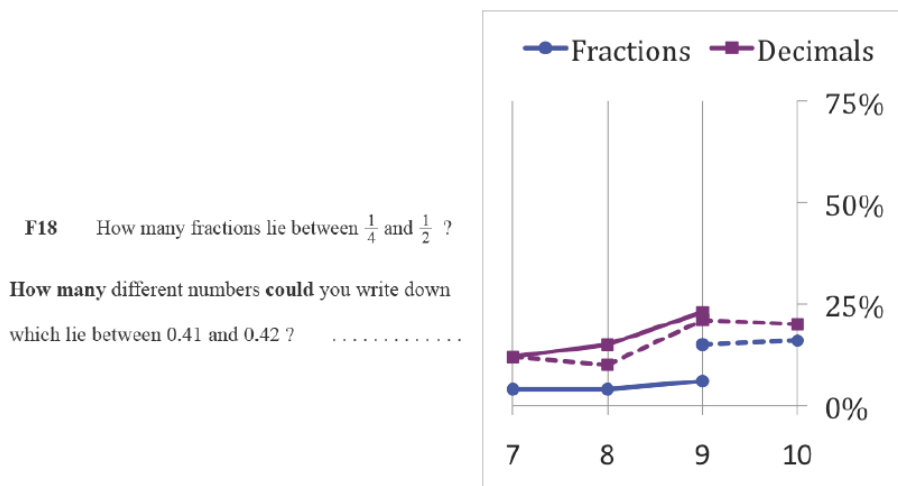 F18 How many fractions lie between 1/4 and 1/2 ?
How many different numbers could you write down
which lie between 0.41 and 0.42 ? . . . . . . . . . . . . .
Fractions Decimals
75%
50%
25%
0%
7 8 9 10